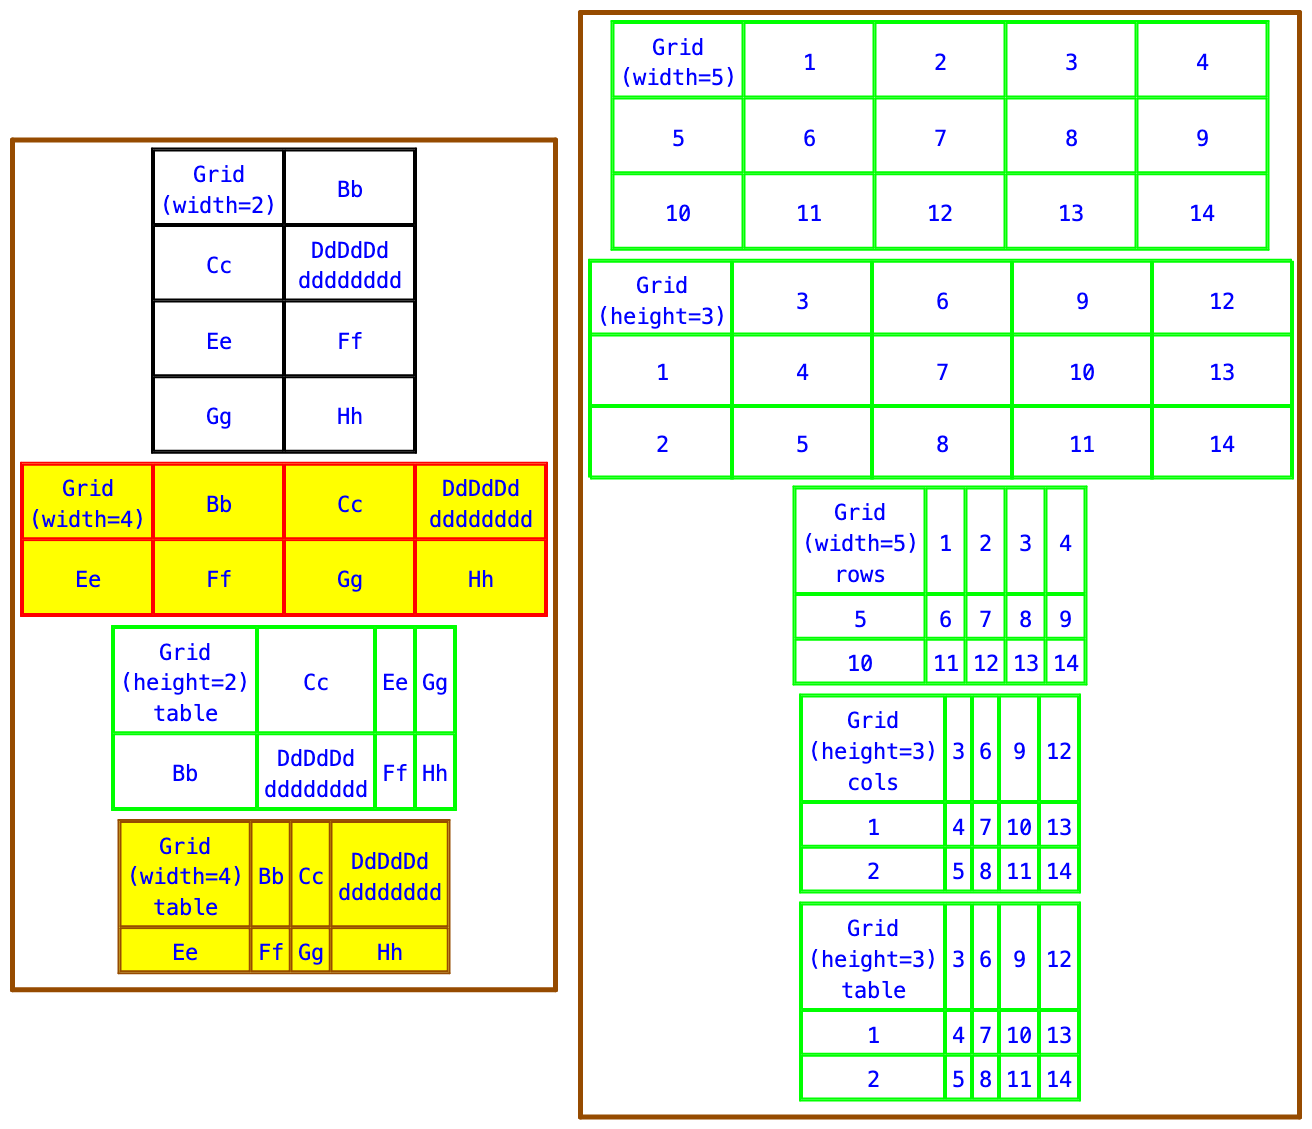 Grid
(width=2)
Bb
Cc
DdDdDd
dddddddd
Ee
Ff
Gg
Hh
Grid
(width=4)
Bb
Cc
DdDdDd
dddddddd
Ee
Ff
Gg
Hh
Grid
(height=2)
table
Cc
Ee
Gg
Bb
DdDdDd
dddddddd
Ff
Hh
Grid
(width=4)
table
Bb
Cc
DdDdDd
dddddddd
Ee
Ff
Gg
Hh
Grid
(width=5)
1
2
3
4
5
6
7
8
9
10
11
12
13
14
Grid
(height=3)
3
6
9
12
1
4
7
10
13
2
5
8
11
14
Grid
(width=5)
rows
1
2
3
4
5
6
7
8
9
10
11
12
13
14
Grid
(height=3)
cols
3
6
9
12
1
4
7
10
13
2
5
8
11
14
Grid
(height=3)
table
3
6
9
12
1
4
7
10
13
2
5
8
11
14